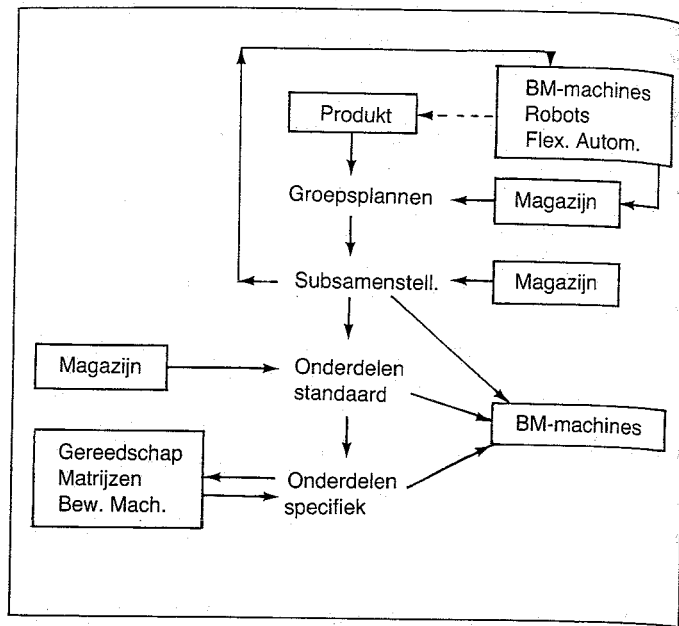 BM-machines
Robots
Flex. Autom.
Produkt
Groepsplannen
Magazijn
Subsamenstell.
Magazijn
Magazijn
Onderdelen
standaard
BM-machines
Gereedschap
Matrijzen
Bew. Mach.
Onderdelen
specifiek